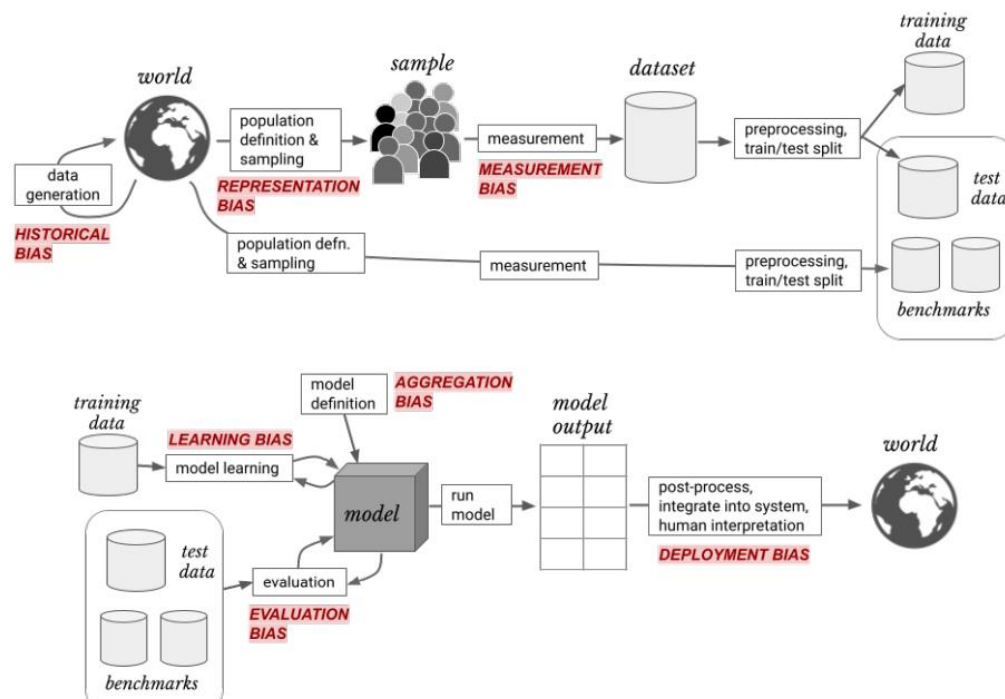 world
sample
dataset
training
data
data
generation
HISTORICAL
BIAS
population
definition &
sampling
REPRESENTATION
BIAS
measurement
MEASUREMENT
BIAS
preprocessing,
train/test split
test
data
population defn.
& sampling
measurement
preprocessing,
train/test split
benchmarks
training
data
model
definition
AGGREGATION
BIAS
LEARNING BIAS
model learning
model
run
model
model
output
post-process,
integrate into system,
human interpretation
DEPLOYMENT BIAS
world
test
data
evaluation
EVALUATION
BIAS
benchmarks